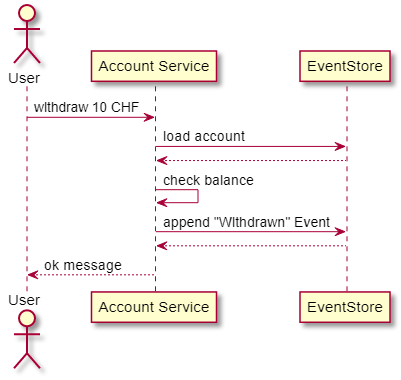 User
Account Service
EventStore
wIthdraw 10 CHF
load account
check balance
append "WIthdrawn" Event
ok message
User
Account Service
EventStore